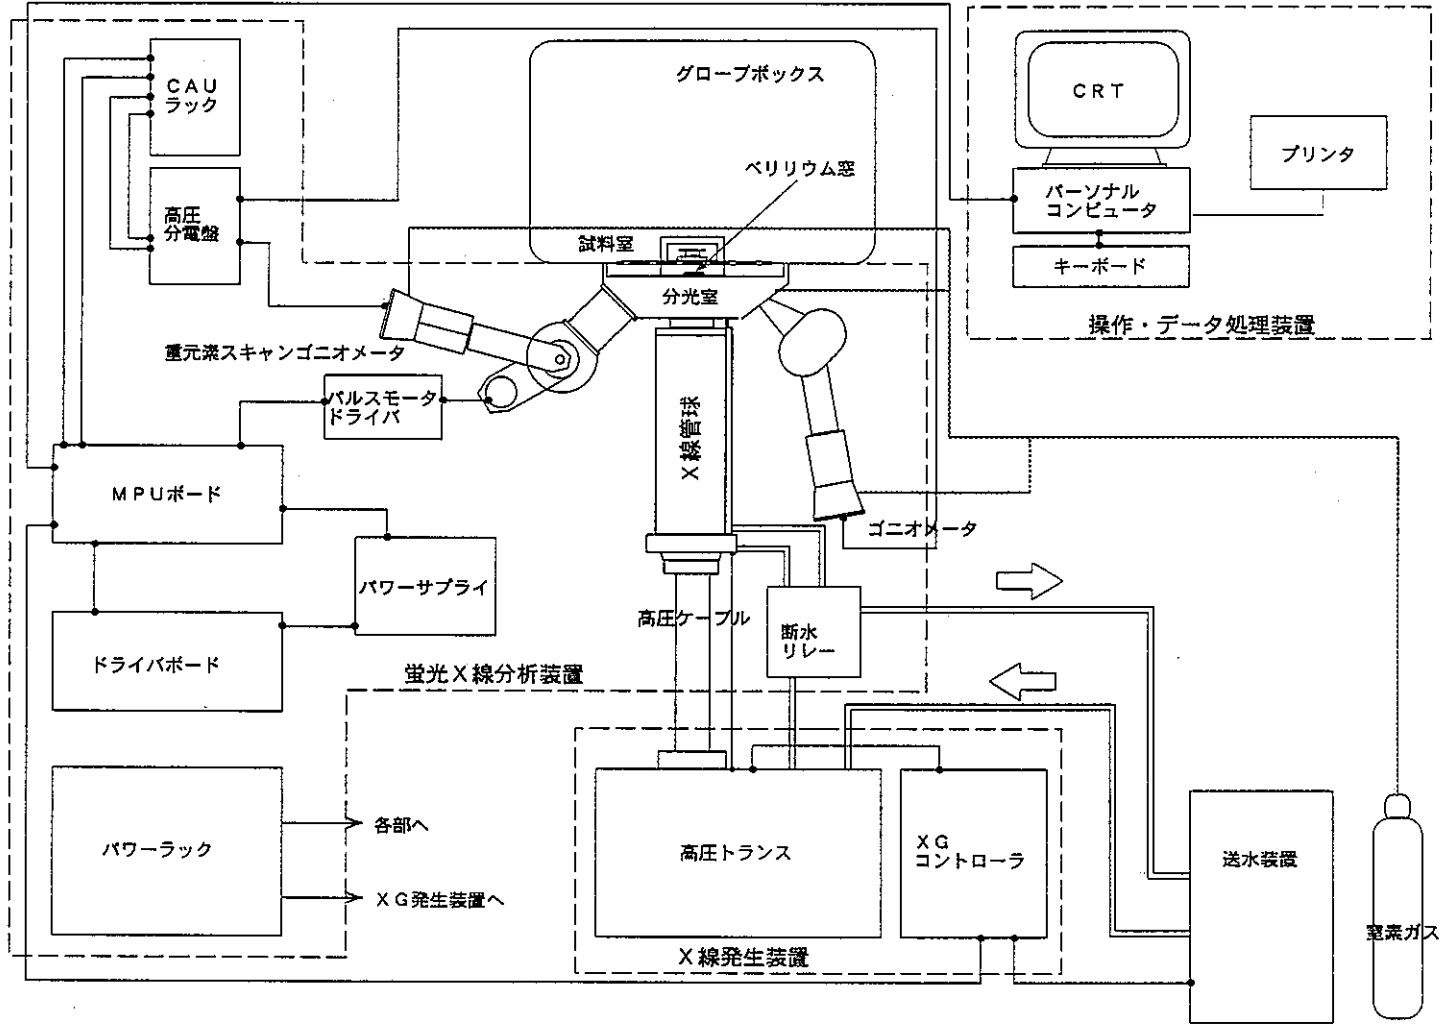 グローブボックス
CAU
ラック
CRT
プリンタ
ベリリウム窓
パーソナル
コンピュータ
高圧
分電盤
試料室
キーボード
分光室
操作・データ処理装置
重元素スキャンゴニオメータ
パルスモータ
ドライバ
X線管球
MPUボード
ゴニオメータ
パワーサプライ
高圧ケーブル
断水
リレー
ドライバボード
蛍光X線分析装置
各部へ
パワーラック
高圧トランス
XG
コントローラ
送水装置
XG発生装置へ
窒素ガス
X線発生装置